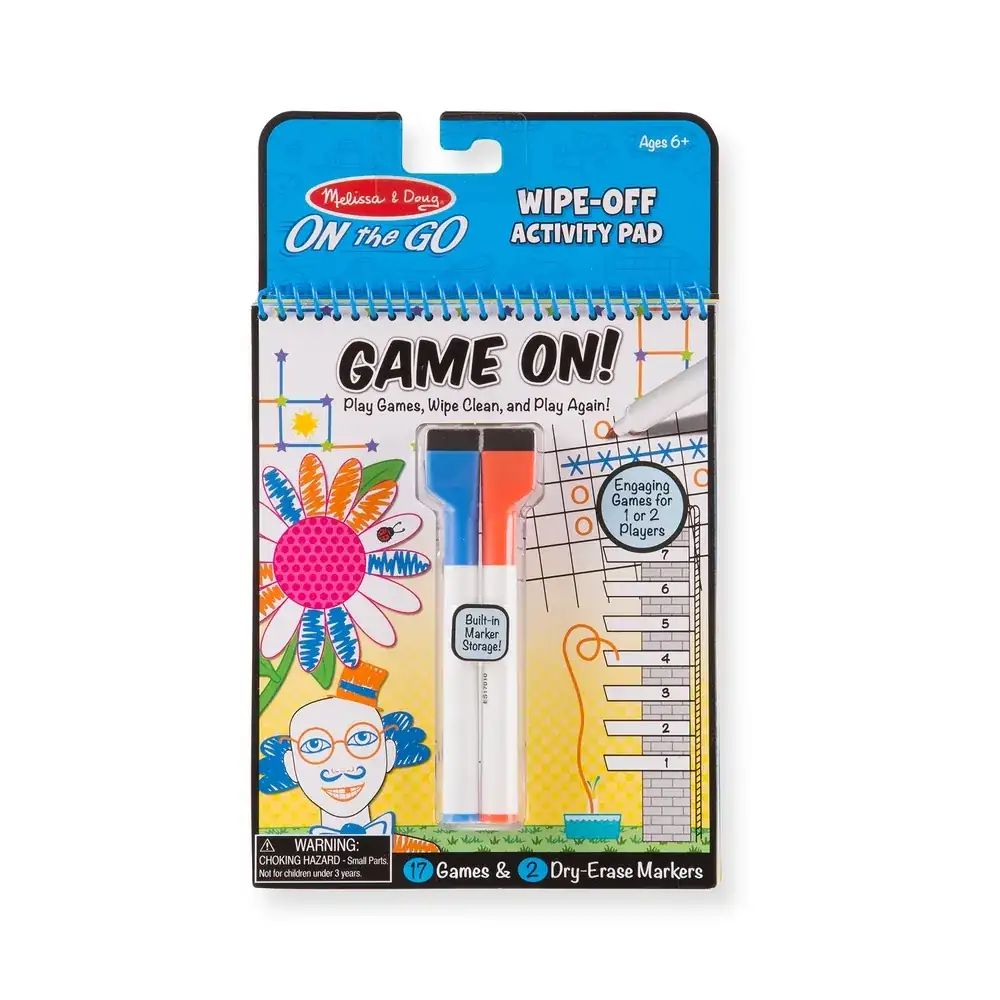 Ages 6+
Melissa & Doug
ON the GO
WIPE-OFF
ACTIVITY PAD
GAME ON!
Play Games, Wipe Clean, and Play Again!
Engaging
Games for
1 or 2
Players
7
6
5
4
3
2
1
Built-in
Marker
Storage!
ES17010
WARNING:
CHOKING HAZARD - Small Parts.
Not for children under 3 years.
17 Games & 2 Dry-Erase Markers